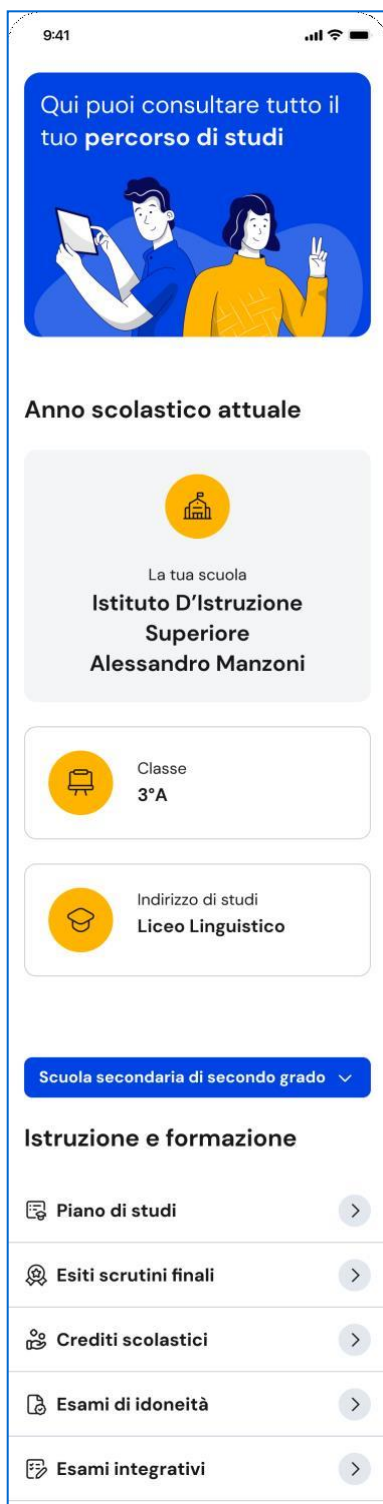 9:41
Qui puoi consultare tutto il
tuo percorso di studi
Anno scolastico attuale
La tua scuola
Istituto D'Istruzione
Superiore
Alessandro Manzoni
Classe
3°A
Indirizzo di studi
Liceo Linguistico
Scuola secondaria di secondo grado
Istruzione e formazione
Piano di studi
Esiti scrutini finali
Crediti scolastici
Esami di idoneità
Esami integrativi